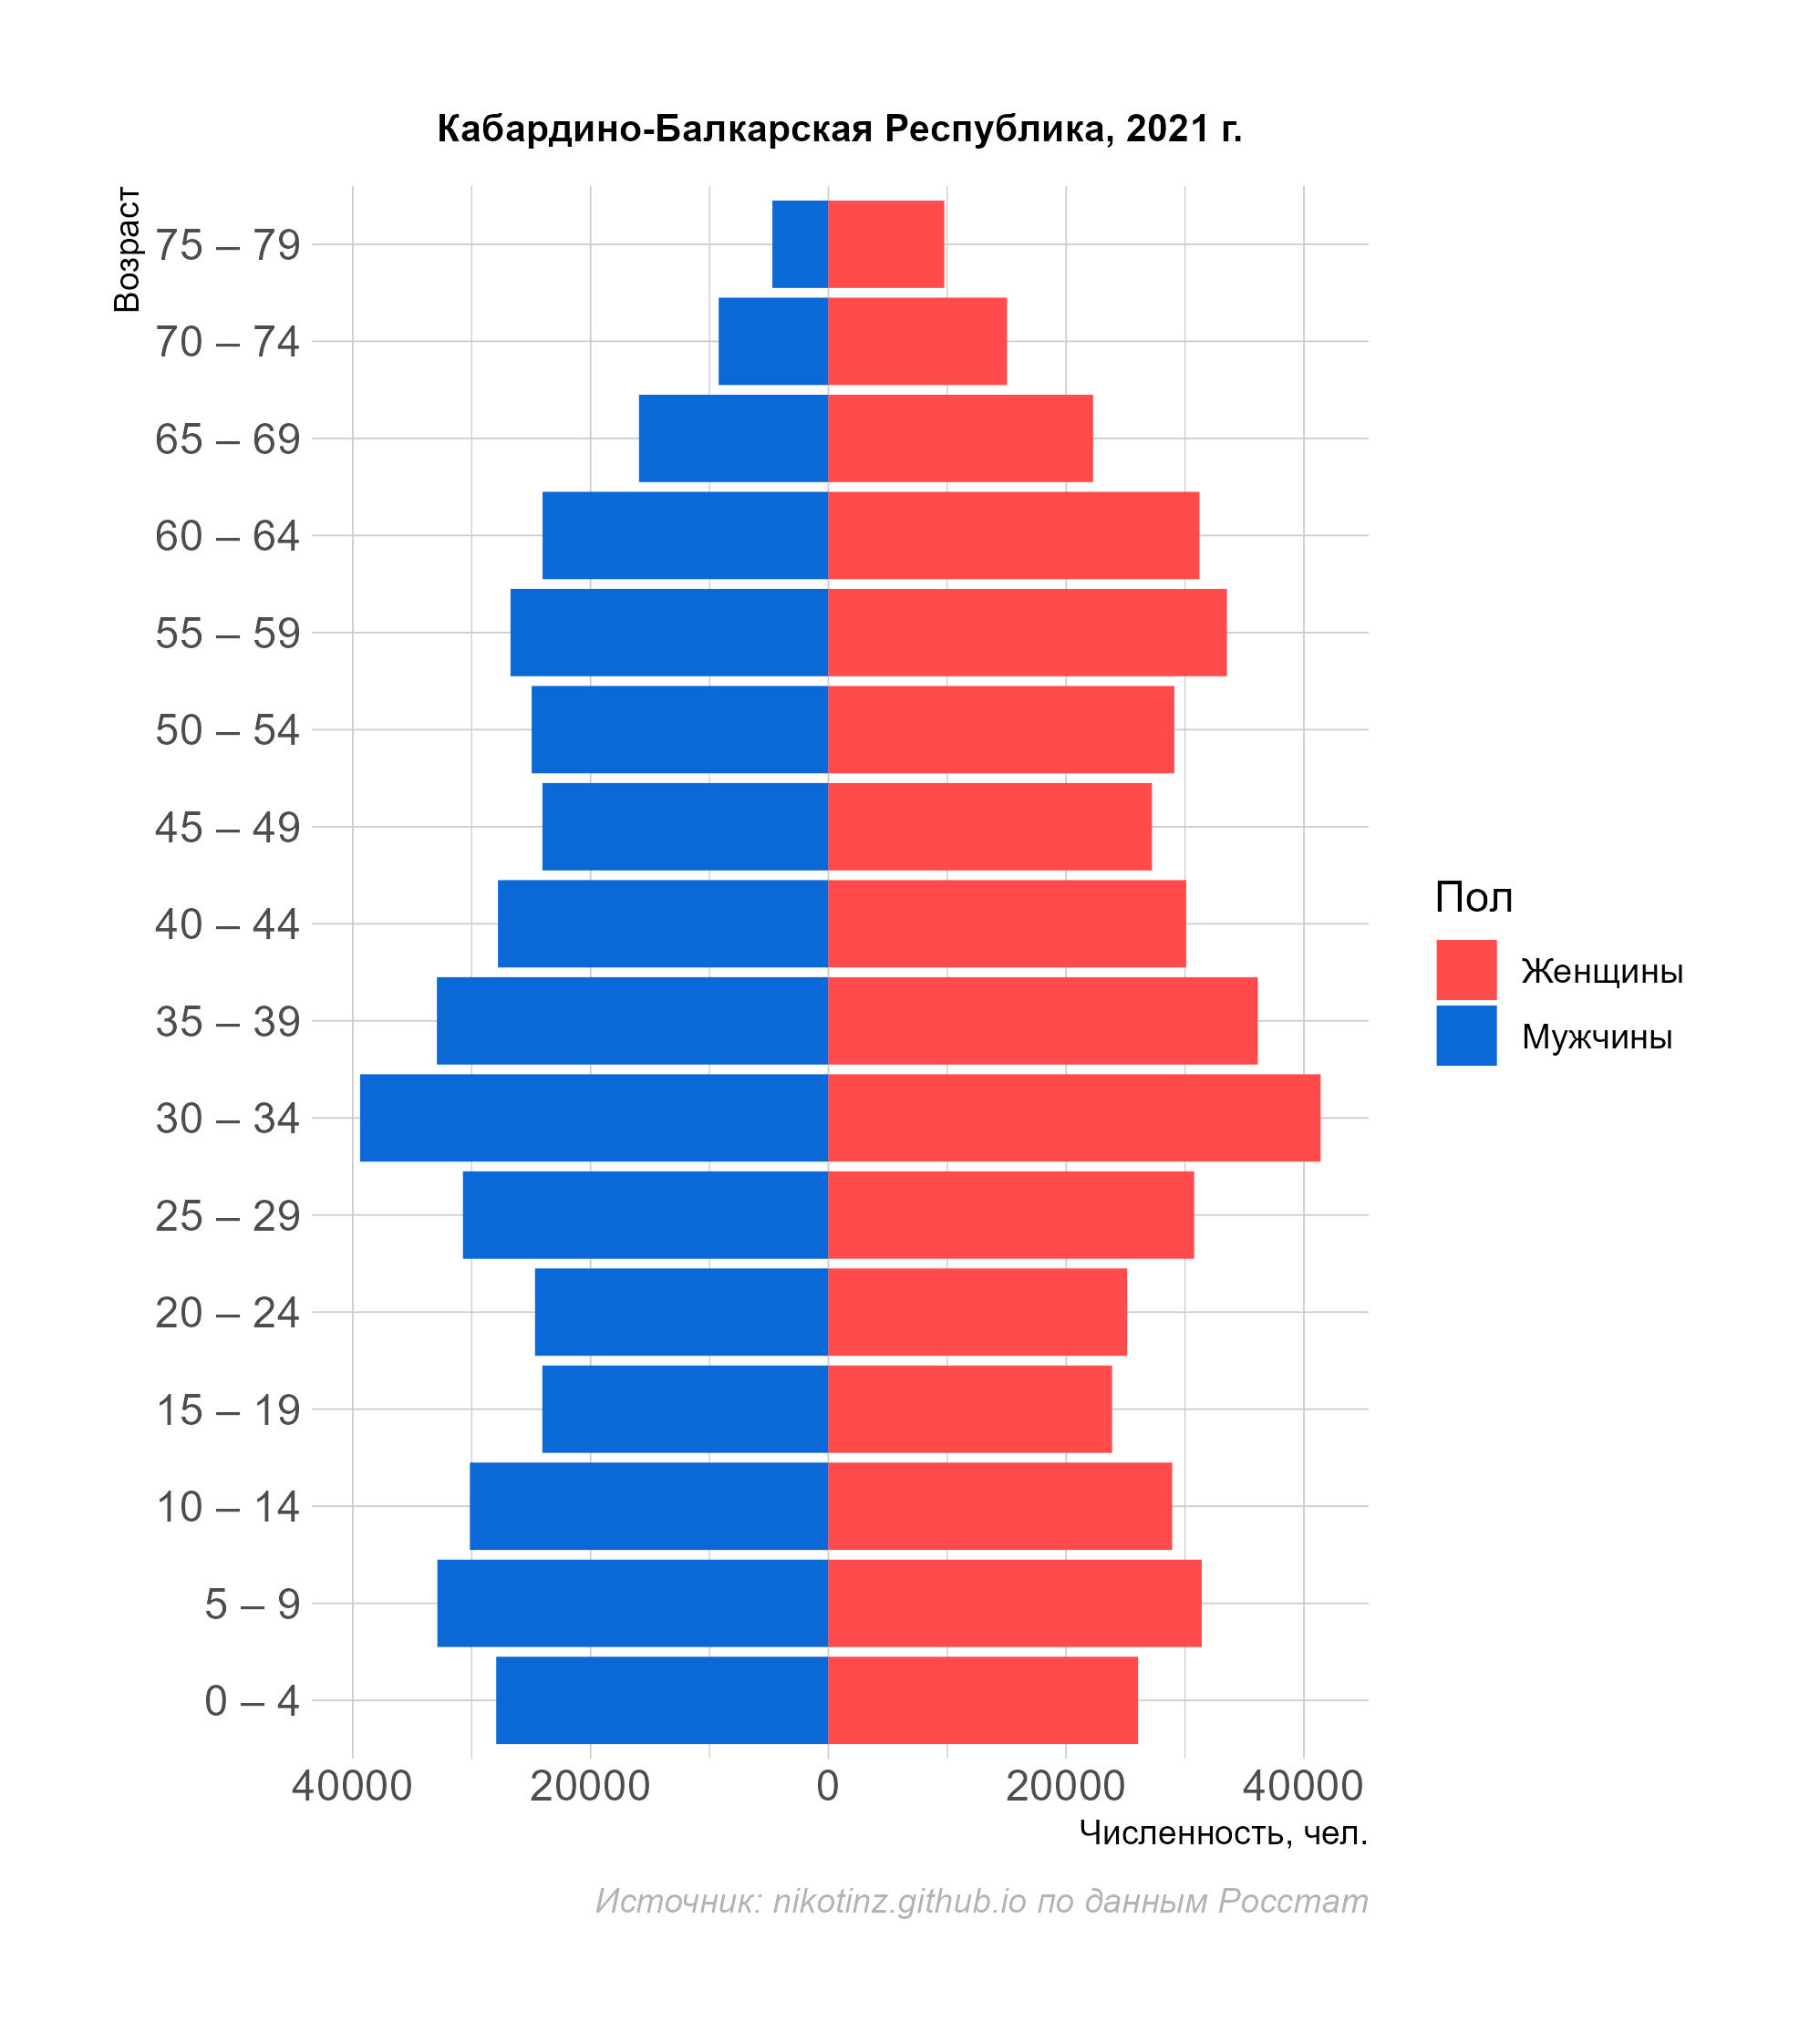 Кабардино-Балкарская Республика, 2021 г.
Возраст
75 – 79
70 – 74
65 – 69
60 – 64
55 – 59
50 – 54
45 – 49
40 – 44
35 – 39
30 – 34
25 – 29
20 – 24
15 – 19
10 – 14
5 – 9
0 – 4
40000 20000 0 20000 40000
Численность, чел.
Пол
Женщины
Мужчины
Источник: nikotinz.github.io по данным Росстат